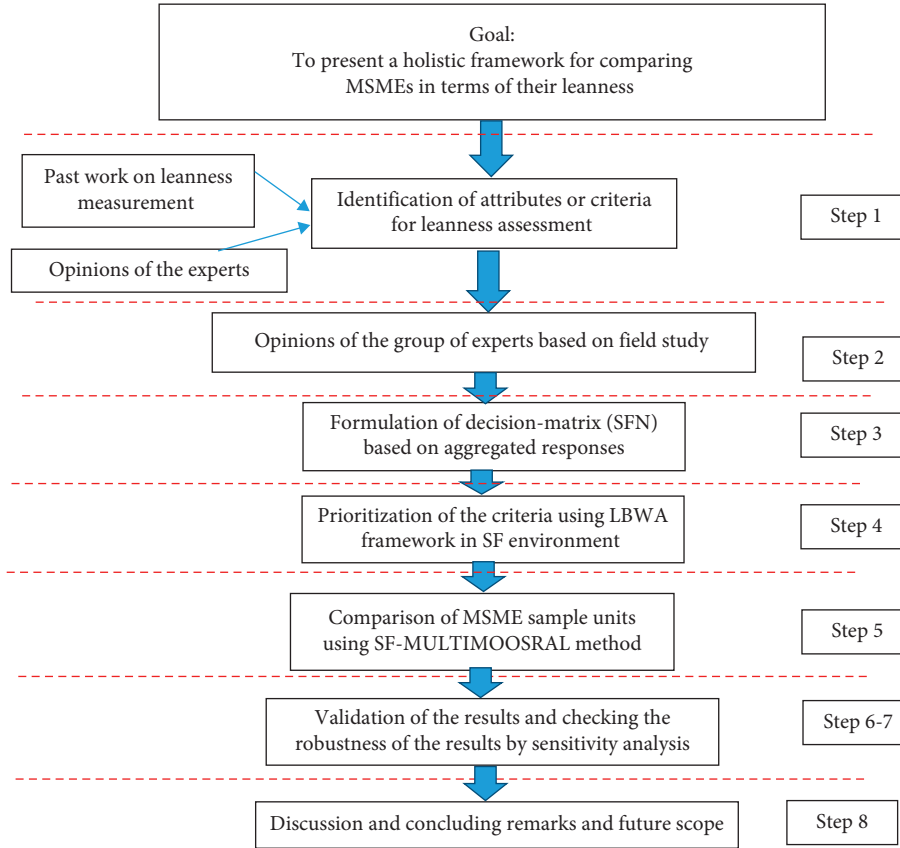 Goal:
To present a holistic framework for comparing
MSMEs in terms of their leanness
Past work on leanness
measurement
Opinions of the experts
Identification of attributes or criteria
for leanness assessment
Step 1
Opinions of the group of experts based on field study
Step 2
Formulation of decision-matrix (SFN)
based on aggregated responses
Step 3
Prioritization of the criteria using LBWA
framework in SF environment
Step 4
Comparison of MSME sample units
using SF-MULTIMOOSRAL method
Step 5
Validation of the results and checking the
robustness of the results by sensitivity analysis
Step 6-7
Discussion and concluding remarks and future scope
Step 8